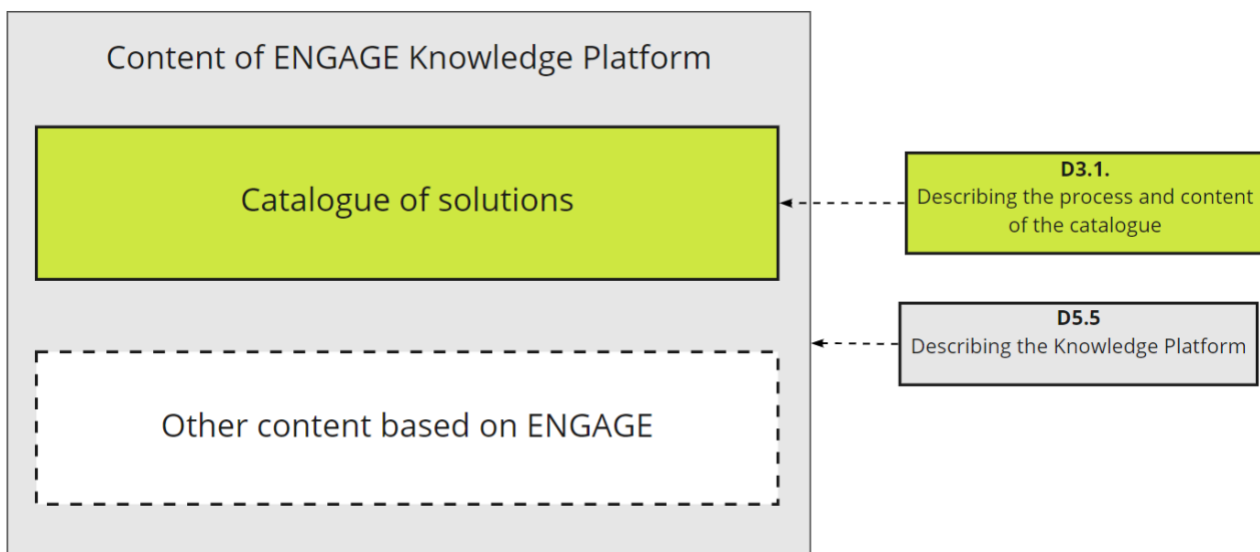 Content of ENGAGE Knowledge Platform
Catalogue of solutions
D3.1.
Describing the process and content
of the catalogue
D5.5
Describing the Knowledge Platform
Other content based on ENGAGE